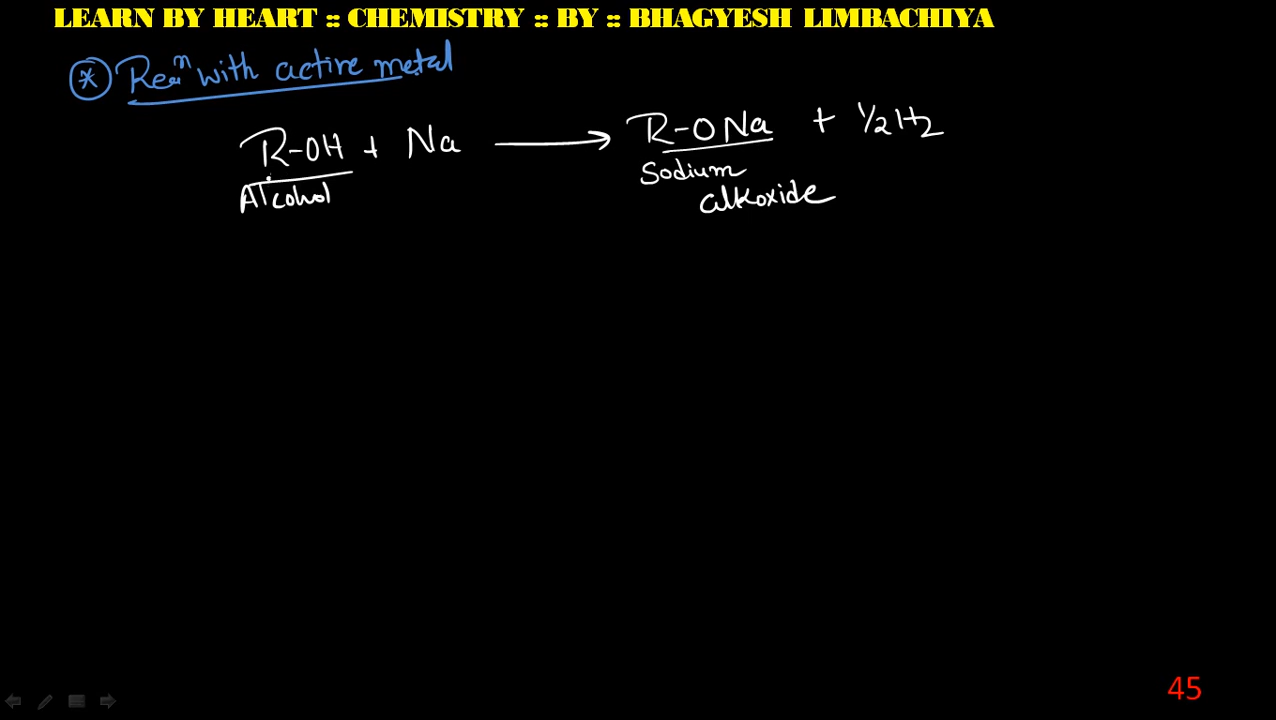 LEARN BY HEART :: CHEMISTRY :: BY :: BHAGYESH LIMBACHIYA
* Reaⁿ with active metal
R-OH + Na ⟶ R-ONa + ½H₂
Alcohol Sodium
alkoxide
45